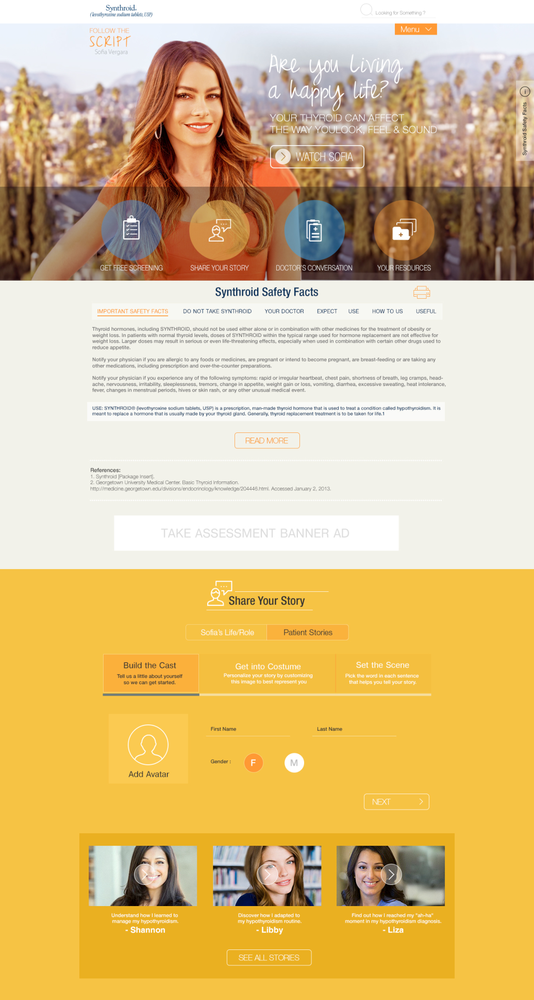 Synthroid®
(levothyroxine sodium tablets, USP)
Looking for Something ?
FOLLOW THE
SCRIPT
Sofia Vergara
Menu
Are you living
a happy life?
YOUR THYROID CAN AFFECT
THE WAY YOULOOK, FEEL & SOUND
WATCH SOFIA
i
Synthroid Safety Facts
GET FREE SCREENING
SHARE YOUR STORY
DOCTOR'S CONVERSATION
YOUR RESOURCES
Synthroid Safety Facts
IMPORTANT SAFETY FACTS DO NOT TAKE SYNTHROID YOUR DOCTOR EXPECT USE HOW TO US USEFUL
Thyroid hormones, including SYNTHROID, should not be used either alone or in combination with other medicines for the treatment of obesity or
weight loss. In patients with normal thyroid levels, doses of SYNTHROID within the typical range used for hormone replacement are not effective for
weight loss. Larger doses may result in serious or even life-threatening effects, especially when used in combination with certain other drugs used to
reduce appetite.
Notify your physician if you are allergic to any foods or medicines, are pregnant or intend to become pregnant, are breast-feeding or are taking any
other medications, including prescription and over-the-counter preparations.
Notify your physician if you experience any of the following symptoms: rapid or irregular heartbeat, chest pain, shortness of breath, leg cramps, head-
ache, nervousness, irritability, sleeplessness, tremors, change in appetite, weight gain or loss, vomiting, diarrhea, excessive sweating, heat intolerance,
fever, changes in menstrual periods, hives or skin rash, or any other unusual medical event.
USE: SYNTHROID® (levothyroxine sodium tablets, USP) is a prescription, man-made thyroid hormone that is used to treat a condition called hypothyroidism. It is
meant to replace a hormone that is usually made by your thyroid gland. Generally, thyroid replacement treatment is to be taken for life.1
READ MORE
References:
1. Synthroid [Package Insert].
2. Georgetown University Medical Center. Basic Thyroid Information.
http://medicine.georgetown.edu/divisions/endocrinology/knowledge/204446.html. Accessed January 2, 2013.
TAKE ASSESSMENT BANNER AD
Share Your Story
Sofia's Life/Role
Patient Stories
Build the Cast
Tell us a little about yourself
so we can get started.
Get into Costume
Personalize your story by customizing
this image to best represent you
Set the Scene
Pick the word in each sentence
that helps you tell your story.
Add Avatar
First Name
Last Name
Gender :
F
M
NEXT
Understand how I learned to
manage my hypothyroidism.
- Shannon
Discover how I adapted to
my hypothyroidism routine.
- Libby
Find out how I reached my "ah-ha"
moment in my hypothyroidism diagnosis.
- Liza
SEE ALL STORIES